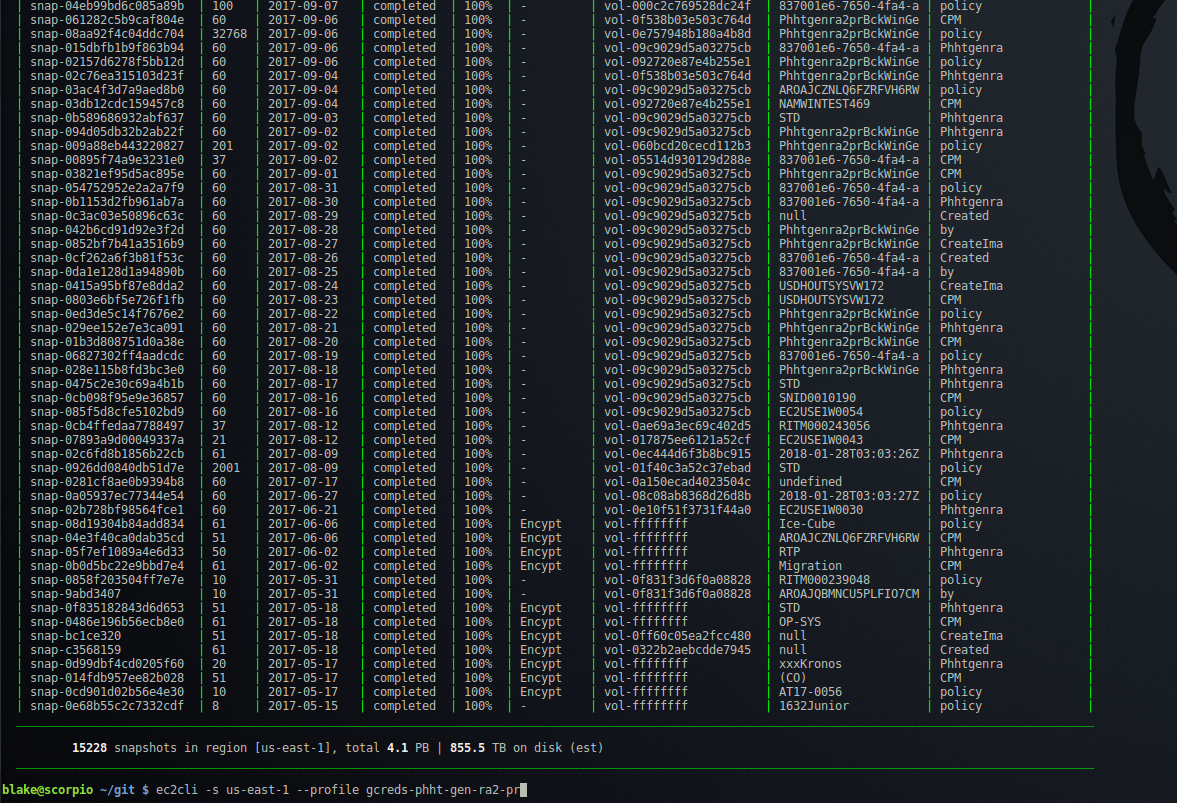 | snap-04eb99bd6c085a89b | 100 | 2017-09-07 | completed | 100% | - | vol-000c2c769528dc24f | 837001e6-7650-4fa4-a | policy |
| snap-061282c5b9caf804e | 60 | 2017-09-06 | completed | 100% | - | vol-0f538b03e503c764d | Phhtgenra2prBckWinGe | CPM |
| snap-08aa92f4c04ddc704 | 32768 | 2017-09-06 | completed | 100% | - | vol-0e757948b180a4b8d | Phhtgenra2prBckWinGe | policy |
| snap-015dbfb1b9f863b94 | 60 | 2017-09-06 | completed | 100% | - | vol-09c9029d5a03275cb | 837001e6-7650-4fa4-a | Phhtgenra |
| snap-02157d6278f5bb12d | 60 | 2017-09-06 | completed | 100% | - | vol-092720e87e4b255e1 | Phhtgenra2prBckWinGe | policy |
| snap-02c76ea315103d23f | 60 | 2017-09-04 | completed | 100% | - | vol-0f538b03e503c764d | Phhtgenra2prBckWinGe | Phhtgenra |
| snap-03ac4f3d7a9aed8b0 | 60 | 2017-09-04 | completed | 100% | - | vol-09c9029d5a03275cb | AROAJCZNLQ6FZRFVH6RW | policy |
| snap-03db12cdc159457c8 | 60 | 2017-09-04 | completed | 100% | - | vol-092720e87e4b255e1 | NAMWINTEST469 | CPM |
| snap-0b589686932abf637 | 60 | 2017-09-03 | completed | 100% | - | vol-09c9029d5a03275cb | STD | Phhtgenra |
| snap-094d05db32b2ab22f | 60 | 2017-09-02 | completed | 100% | - | vol-09c9029d5a03275cb | Phhtgenra2prBckWinGe | Phhtgenra |
| snap-009a88eb443220827 | 201 | 2017-09-02 | completed | 100% | - | vol-060bcd20cecd112b3 | Phhtgenra2prBckWinGe | policy |
| snap-00895f74a9e3231e0 | 37 | 2017-09-02 | completed | 100% | - | vol-05514d930129d288e | 837001e6-7650-4fa4-a | CPM |
| snap-03821ef95d5ac895e | 60 | 2017-09-01 | completed | 100% | - | vol-09c9029d5a03275cb | Phhtgenra2prBckWinGe | CPM |
| snap-054752952e2a2a7f9 | 60 | 2017-08-31 | completed | 100% | - | vol-09c9029d5a03275cb | 837001e6-7650-4fa4-a | policy |
| snap-0b1153d2fb961ab7a | 60 | 2017-08-30 | completed | 100% | - | vol-09c9029d5a03275cb | 837001e6-7650-4fa4-a | Phhtgenra |
| snap-0c3ac03e50896c63c | 60 | 2017-08-29 | completed | 100% | - | vol-09c9029d5a03275cb | null | Created |
| snap-042b6cd91d92e3f2d | 60 | 2017-08-28 | completed | 100% | - | vol-09c9029d5a03275cb | Phhtgenra2prBckWinGe | by |
| snap-0852bf7b41a3516b9 | 60 | 2017-08-27 | completed | 100% | - | vol-09c9029d5a03275cb | Phhtgenra2prBckWinGe | CreateIma |
| snap-0cf262a6f3b81f53c | 60 | 2017-08-26 | completed | 100% | - | vol-09c9029d5a03275cb | 837001e6-7650-4fa4-a | Created |
| snap-0da1e128d1a94890b | 60 | 2017-08-25 | completed | 100% | - | vol-09c9029d5a03275cb | 837001e6-7650-4fa4-a | by |
| snap-0415a95bf87e8dda2 | 60 | 2017-08-24 | completed | 100% | - | vol-09c9029d5a03275cb | USDHOUTSYSVW172 | CreateIma |
| snap-0803e6bf5e726f1fb | 60 | 2017-08-23 | completed | 100% | - | vol-09c9029d5a03275cb | USDHOUTSYSVW172 | CPM |
| snap-0ed3de5c14f7676e2 | 60 | 2017-08-22 | completed | 100% | - | vol-09c9029d5a03275cb | Phhtgenra2prBckWinGe | policy |
| snap-029ee152e7e3ca091 | 60 | 2017-08-21 | completed | 100% | - | vol-09c9029d5a03275cb | Phhtgenra2prBckWinGe | Phhtgenra |
| snap-01b3d808751d0a38e | 60 | 2017-08-20 | completed | 100% | - | vol-09c9029d5a03275cb | Phhtgenra2prBckWinGe | CPM |
| snap-06827302ff4aadcdc | 60 | 2017-08-19 | completed | 100% | - | vol-09c9029d5a03275cb | 837001e6-7650-4fa4-a | policy |
| snap-028e115b8fd3bc3e0 | 60 | 2017-08-18 | completed | 100% | - | vol-09c9029d5a03275cb | Phhtgenra2prBckWinGe | Phhtgenra |
| snap-0475c2e30c69a4b1b | 60 | 2017-08-17 | completed | 100% | - | vol-09c9029d5a03275cb | STD | Phhtgenra |
| snap-0cb098f95e9e36857 | 60 | 2017-08-16 | completed | 100% | - | vol-09c9029d5a03275cb | SNID0010190 | CPM |
| snap-085f5d8cfe5102bd9 | 60 | 2017-08-16 | completed | 100% | - | vol-09c9029d5a03275cb | EC2USE1W0054 | policy |
| snap-0cb4ffedaa7788497 | 37 | 2017-08-12 | completed | 100% | - | vol-0ae69a3ec69c402d5 | RITM000243056 | Phhtgenra |
| snap-07893a9d00049337a | 21 | 2017-08-12 | completed | 100% | - | vol-017875ee6121a52cf | EC2USE1W0043 | CPM |
| snap-02c6fd8b1856b22cb | 61 | 2017-08-09 | completed | 100% | - | vol-0ec444d6f3b8bc915 | 2018-01-28T03:03:26Z | Phhtgenra |
| snap-0926dd0840db51d7e | 2001 | 2017-08-09 | completed | 100% | - | vol-01f40c3a52c37ebad | STD | policy |
| snap-0281cf8ae0b9394b8 | 60 | 2017-07-17 | completed | 100% | - | vol-0a150ecad4023504c | undefined | CPM |
| snap-0a05937ec77344e54 | 60 | 2017-06-27 | completed | 100% | - | vol-08c08ab8368d26d8b | 2018-01-28T03:03:27Z | policy |
| snap-02b728bf98564fce1 | 60 | 2017-06-21 | completed | 100% | - | vol-0e10f51f3731f44a0 | EC2USE1W0030 | Phhtgenra |
| snap-08d19304b84add834 | 61 | 2017-06-06 | completed | 100% | Encypt | vol-ffffffff | Ice-Cube | policy |
| snap-04e3f40ca0dab35cd | 51 | 2017-06-06 | completed | 100% | Encypt | vol-ffffffff | AROAJCZNLQ6FZRFVH6RW | CPM |
| snap-05f7ef1089a4e6d33 | 50 | 2017-06-02 | completed | 100% | Encypt | vol-ffffffff | RTP | Phhtgenra |
| snap-0b0d5bc22e9bbd7e4 | 61 | 2017-06-02 | completed | 100% | Encypt | vol-ffffffff | Migration | CPM |
| snap-0858f203504ff7e7e | 10 | 2017-05-31 | completed | 100% | - | vol-0f831f3d6f0a08828 | RITM000239048 | policy |
| snap-9abd3407 | 10 | 2017-05-31 | completed | 100% | - | vol-0f831f3d6f0a08828 | AROAJQBMNCU5PLFIO7CM | by |
| snap-0f835182843d6d653 | 51 | 2017-05-18 | completed | 100% | Encypt | vol-ffffffff | STD | Phhtgenra |
| snap-0486e196b56ecb8e0 | 61 | 2017-05-18 | completed | 100% | Encypt | vol-ffffffff | OP-SYS | CPM |
| snap-bc1ce320 | 51 | 2017-05-18 | completed | 100% | Encypt | vol-0ff60c05ea2fcc480 | null | CreateIma |
| snap-c3568159 | 61 | 2017-05-18 | completed | 100% | Encypt | vol-0322b2aebcdde7945 | null | Created |
| snap-0d99dbf4cd0205f60 | 20 | 2017-05-17 | completed | 100% | Encypt | vol-ffffffff | xxxKronos | Phhtgenra |
| snap-014fdb957ee82b028 | 51 | 2017-05-17 | completed | 100% | Encypt | vol-ffffffff | (CO) | CPM |
| snap-0cd901d02b56e4e30 | 10 | 2017-05-17 | completed | 100% | Encypt | vol-ffffffff | AT17-0056 | policy |
| snap-0e68b55c2c7332cdf | 8 | 2017-05-15 | completed | 100% | - | vol-ffffffff | 1632Junior | policy |
15228 snapshots in region [us-east-1], total 4.1 PB | 855.5 TB on disk (est)
blake@scorpio ~/git $ ec2cli -s us-east-1 --profile gcreds-phht-gen-ra2-pr